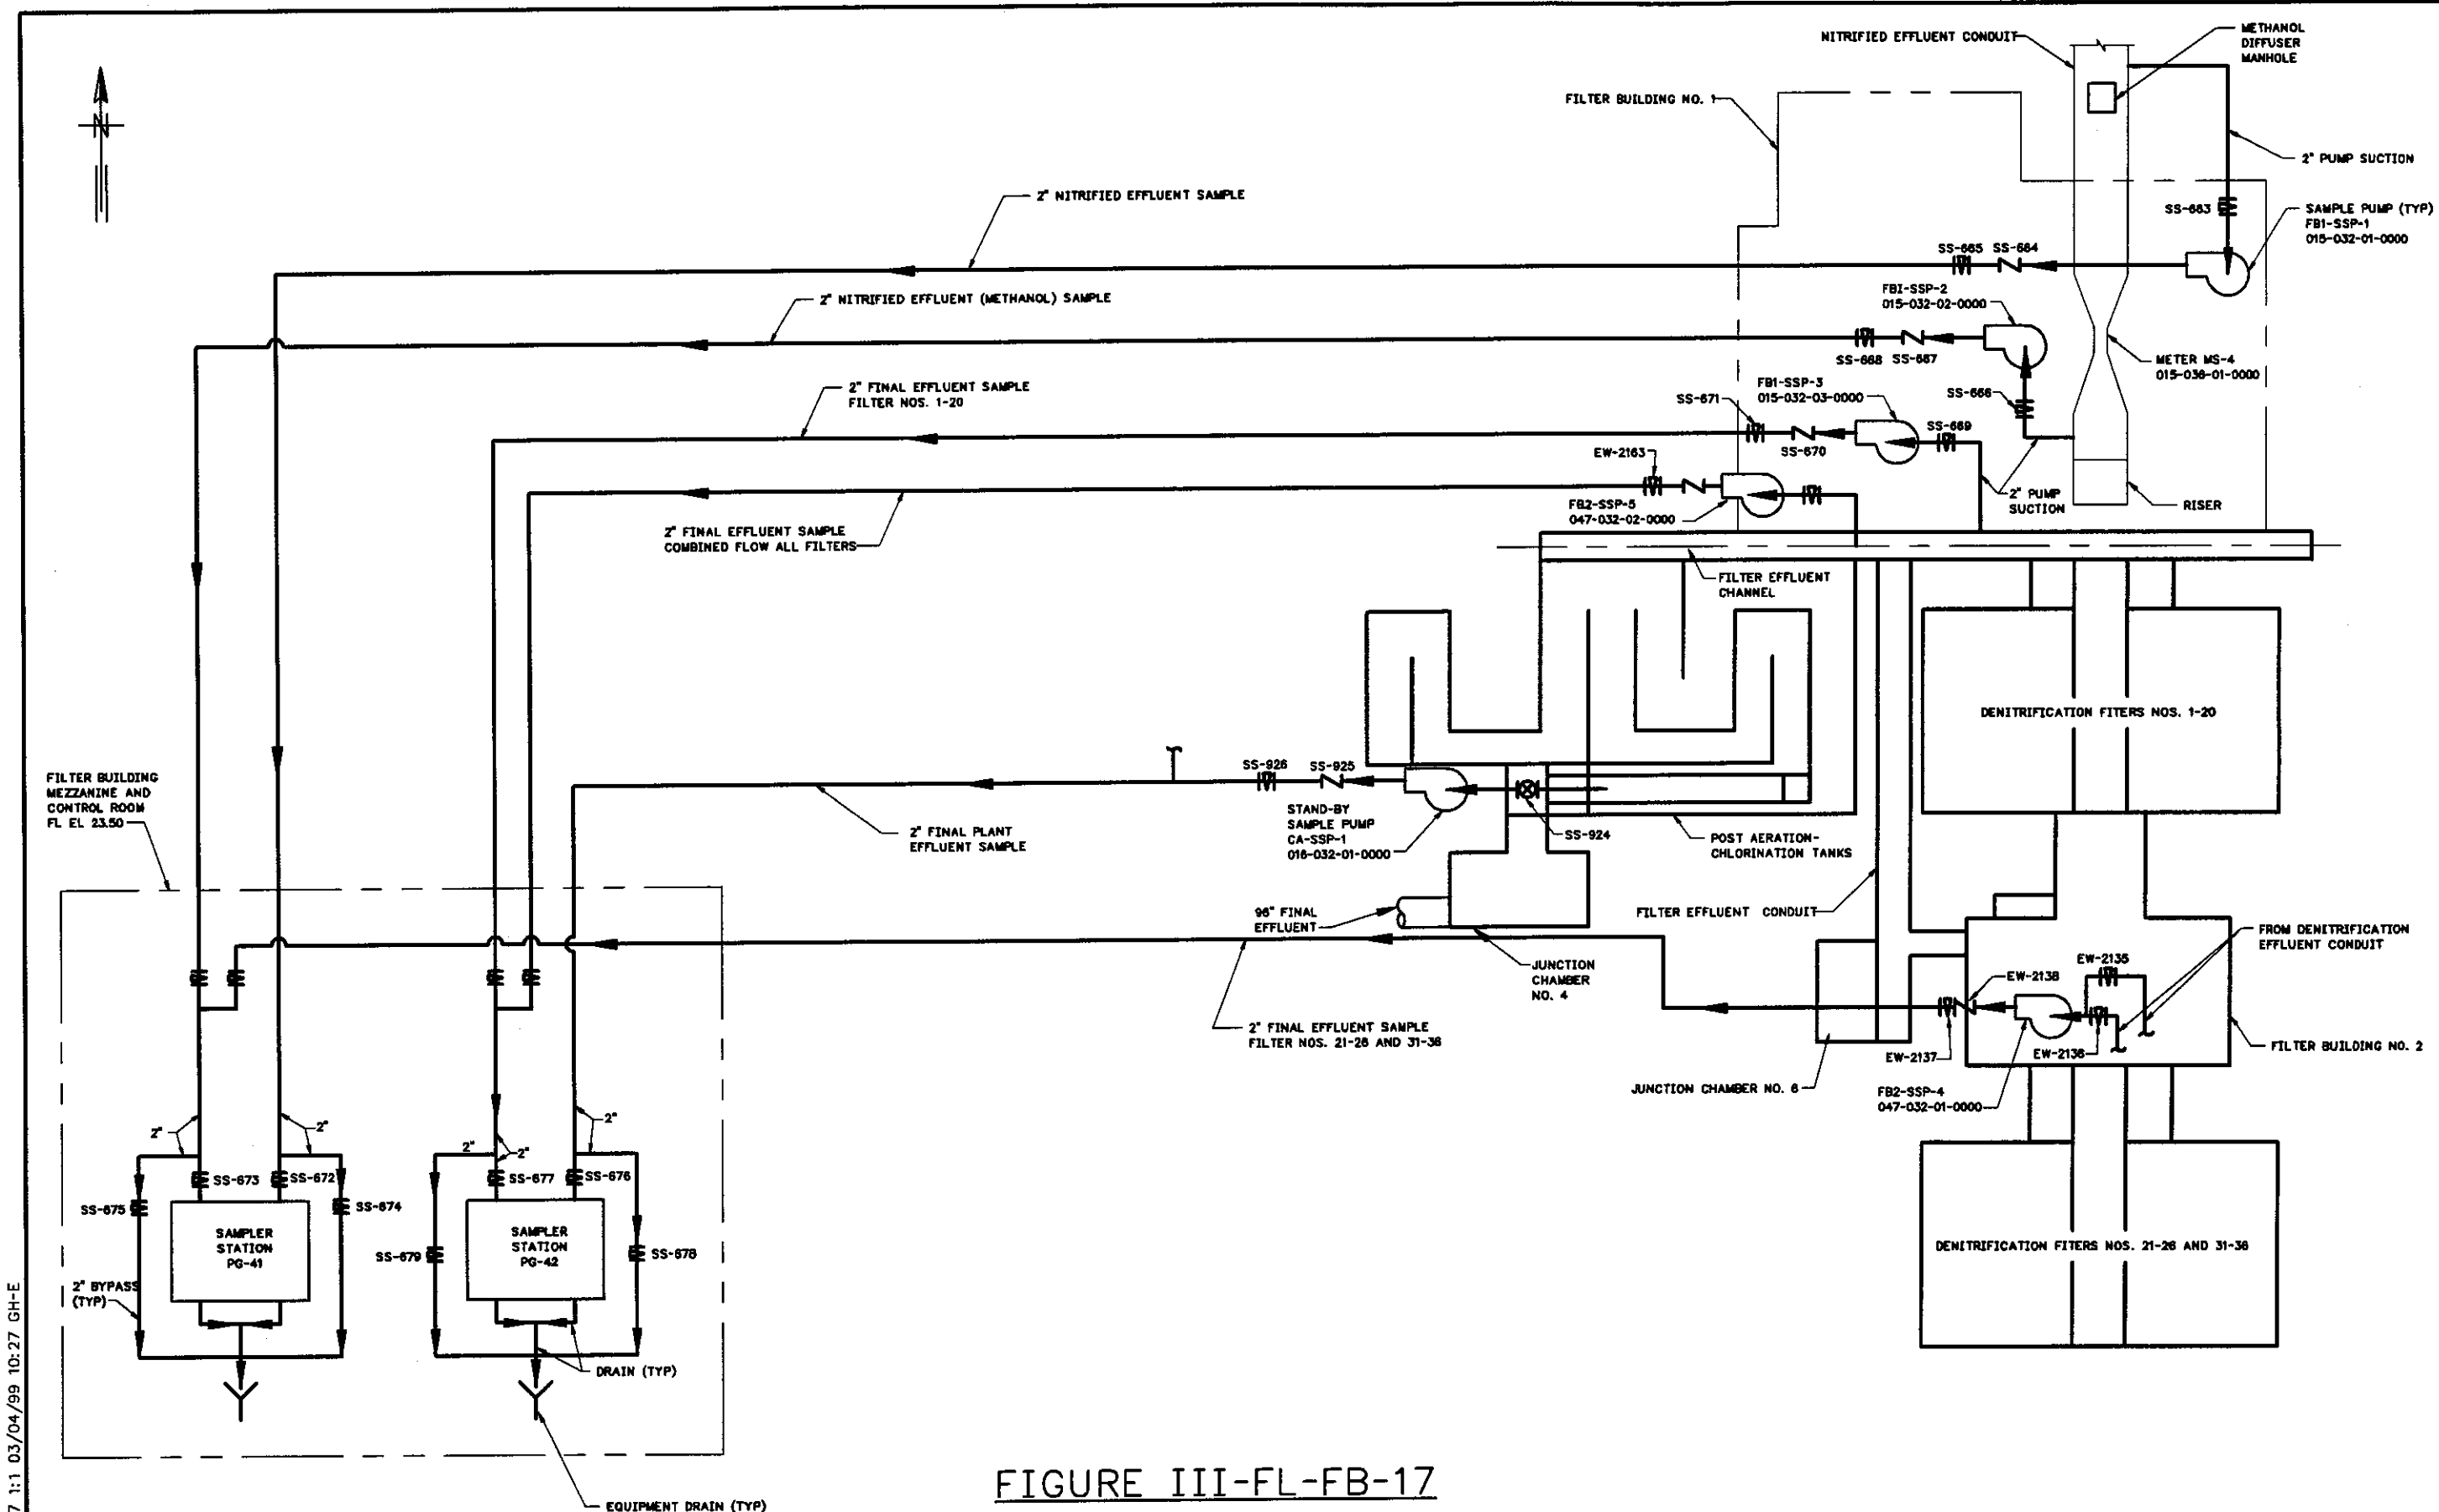 NITRIFIED EFFLUENT CONDUIT
METHANOL
DIFFUSER
MANHOLE
FILTER BUILDING NO. 1
2" PUMP SUCTION
N
2" NITRIFIED EFFLUENT SAMPLE
SS-663
SAMPLE PUMP (TYP)
FB1-SSP-1
015-032-01-0000
SS-665 SS-664
2" NITRIFIED EFFLUENT (METHANOL) SAMPLE
FBI-SSP-2
015-032-02-0000
SS-668 SS-667
METER MS-4
015-036-01-0000
2" FINAL EFFLUENT SAMPLE
FILTER NOS. 1-20
FB1-SSP-3
015-032-03-0000
SS-666
SS-671
SS-669
SS-670
EW-2163
FB2-SSP-5
047-032-02-0000
2" PUMP
SUCTION
RISER
2" FINAL EFFLUENT SAMPLE
COMBINED FLOW ALL FILTERS
FILTER EFFLUENT
CHANNEL
DENITRIFICATION FITERS NOS. 1-20
FILTER BUILDING
MEZZANINE AND
CONTROL ROOM
FL EL 23.50
SS-926
SS-925
2" FINAL PLANT
EFFLUENT SAMPLE
STAND-BY
SAMPLE PUMP
CA-SSP-1
016-032-01-0000
SS-924
POST AERATION-
CHLORINATION TANKS
96" FINAL
EFFLUENT
FILTER EFFLUENT CONDUIT
FROM DENITRIFICATION
EFFLUENT CONDUIT
JUNCTION
CHAMBER
NO. 4
EW-2138
EW-2135
2" FINAL EFFLUENT SAMPLE
FILTER NOS. 21-26 AND 31-36
EW-2137
EW-2136
FILTER BUILDING NO. 2
JUNCTION CHAMBER NO. 6
FB2-SSP-4
047-032-01-0000
2"
2"
2"
2"
2"
SS-673
SS-672
SS-677
SS-676
SS-675
SS-674
SAMPLER
STATION
PG-41
SAMPLER
STATION
PG-42
SS-679
SS-678
DENITRIFICATION FITERS NOS. 21-26 AND 31-36
2" BYPASS
(TYP)
DRAIN (TYP)
EQUIPMENT DRAIN (TYP)
FIGURE III-FL-FB-17
7 1:1 03/04/99 10:27 GH-E